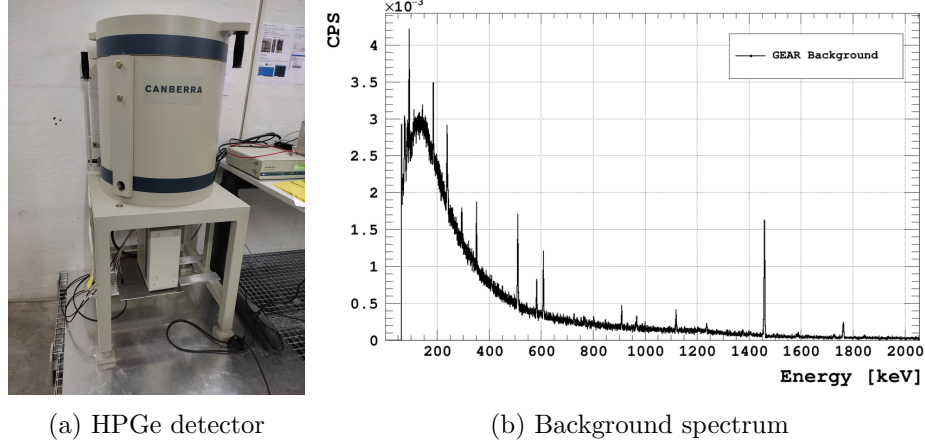 CANBERRA
CPS
×10⁻³
4
3.5
3
2.5
2
1.5
1
0.5
0
200 400 600 800 1000 1200 1400 1600 1800 2000
Energy [keV]
GEAR Background
(a) HPGe detector
(b) Background spectrum